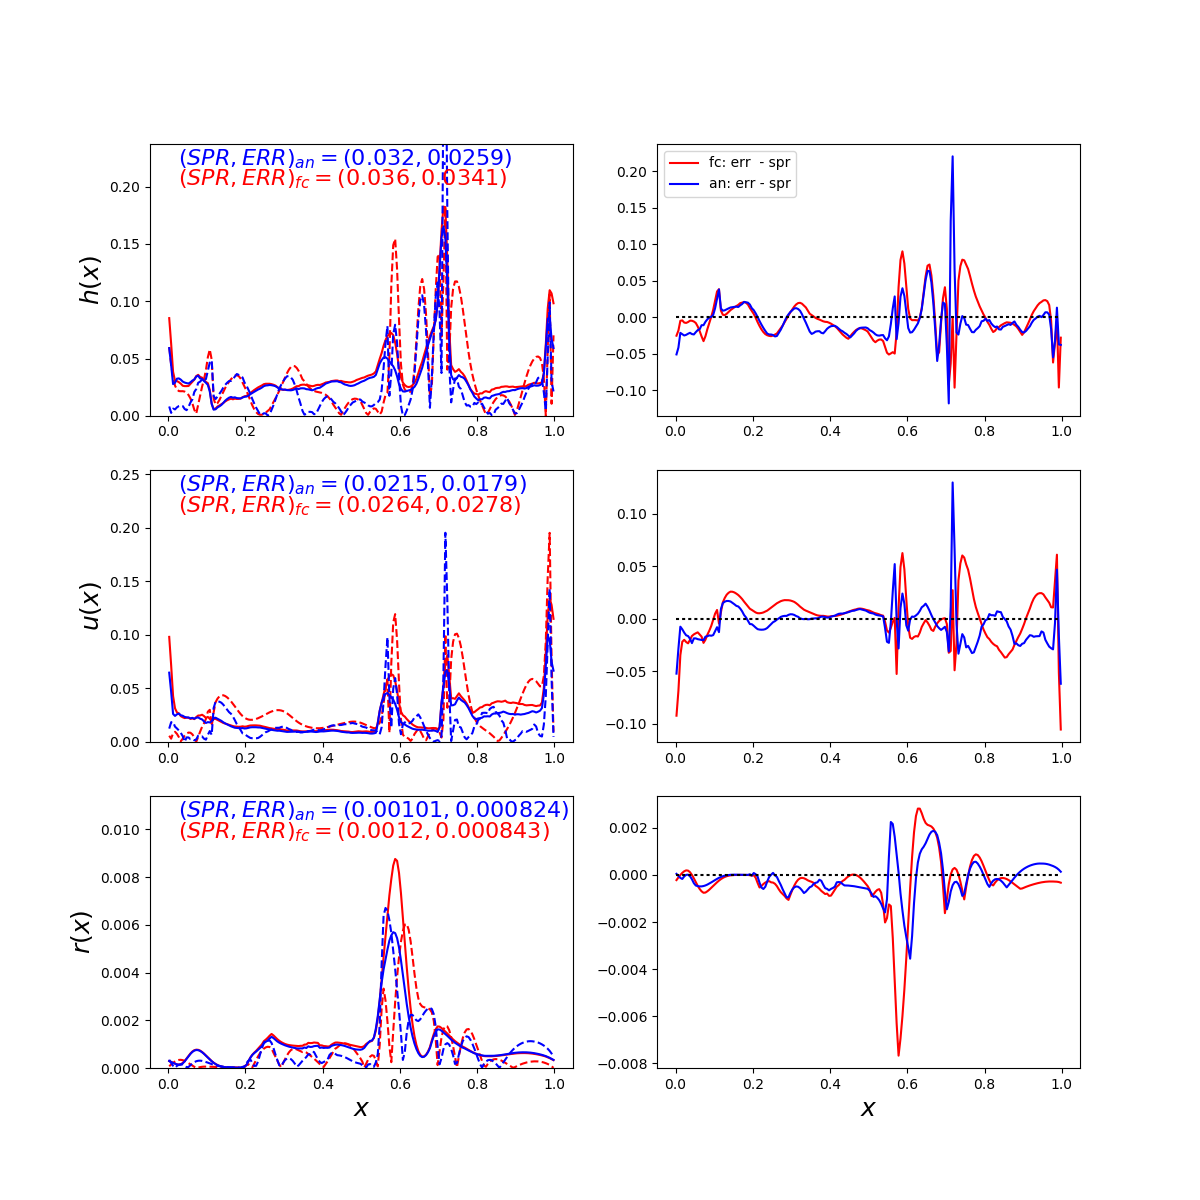 (SPR, ERR)an = (0.032, 0.0259)
(SPR, ERR)fc = (0.036, 0.0341)
h(x)
0.20
0.15
0.10
0.05
0.00
0.0 0.2 0.4 0.6 0.8 1.0
fc: err - spr
an: err - spr
0.20
0.15
0.10
0.05
0.00
−0.05
−0.10
0.0 0.2 0.4 0.6 0.8 1.0
(SPR, ERR)an = (0.0215, 0.0179)
(SPR, ERR)fc = (0.0264, 0.0278)
u(x)
0.25
0.20
0.15
0.10
0.05
0.00
0.0 0.2 0.4 0.6 0.8 1.0
0.10
0.05
0.00
−0.05
−0.10
0.0 0.2 0.4 0.6 0.8 1.0
(SPR, ERR)an = (0.00101, 0.000824)
(SPR, ERR)fc = (0.0012, 0.000843)
r(x)
0.010
0.008
0.006
0.004
0.002
0.000
0.0 0.2 0.4 0.6 0.8 1.0
x
0.002
0.000
−0.002
−0.004
−0.006
−0.008
0.0 0.2 0.4 0.6 0.8 1.0
x